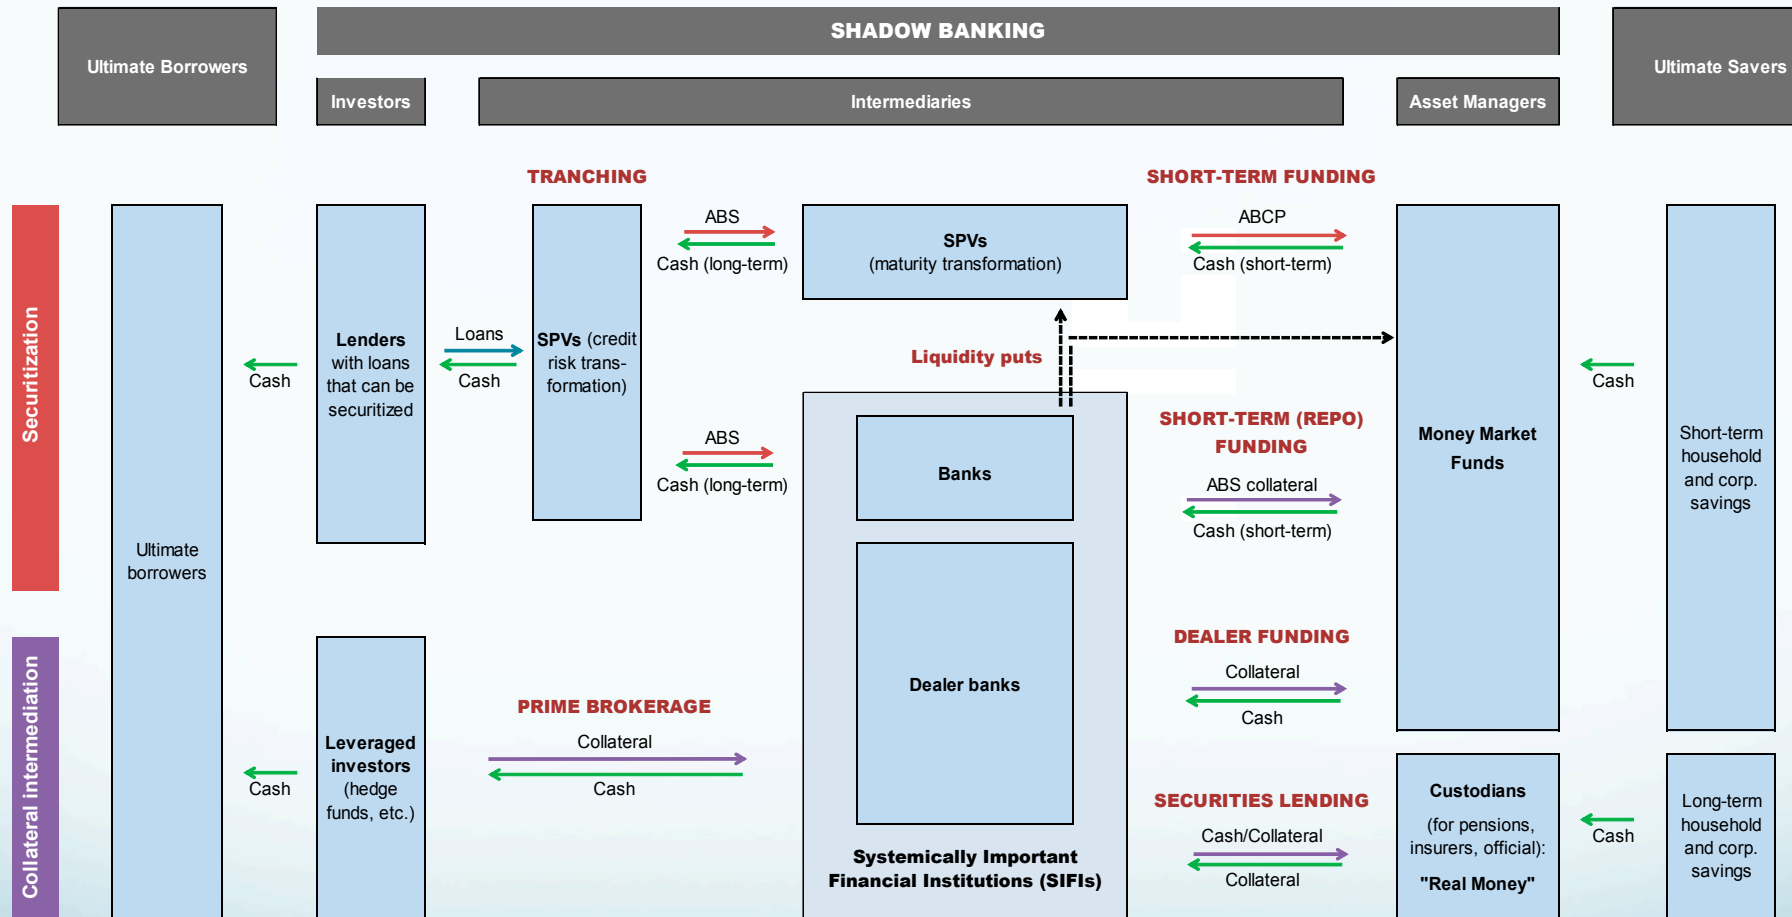 SHADOW BANKING
Ultimate Borrowers
Ultimate Savers
Investors
Intermediaries
Asset Managers
TRANCHING
SHORT-TERM FUNDING
Securitization
Collateral intermediation
Ultimate
borrowers
Cash
Cash
Lenders
with loans
that can be
securitized
Leveraged
investors
(hedge
funds, etc.)
Loans
Cash
SPVs (credit
risk trans-
formation)
ABS
Cash (long-term)
ABS
Cash (long-term)
PRIME BROKERAGE
Collateral
Cash
SPVs
(maturity transformation)
Liquidity puts
Banks
Dealer banks
Systemically Important
Financial Institutions (SIFIs)
ABCP
Cash (short-term)
SHORT-TERM (REPO)
FUNDING
ABS collateral
Cash (short-term)
DEALER FUNDING
Collateral
Cash
SECURITIES LENDING
Cash/Collateral
Collateral
Money Market
Funds
Custodians
(for pensions,
insurers, official):
"Real Money"
Cash
Cash
Short-term
household
and corp.
savings
Long-term
household
and corp.
savings